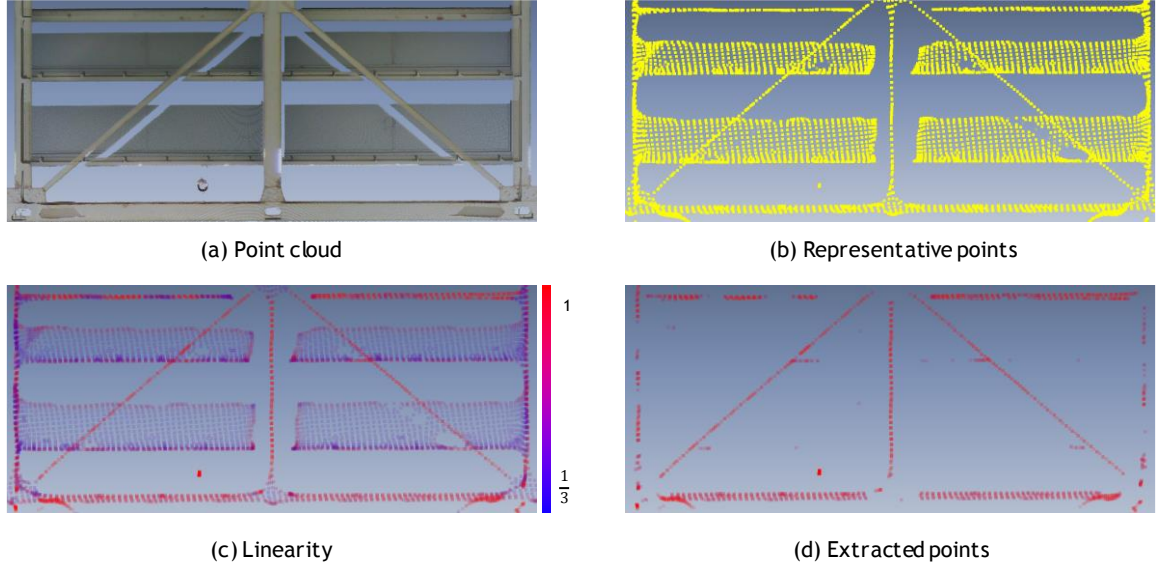 (a) Point cloud
(b) Representative points
1
1
3
(c) Linearity
(d) Extracted points